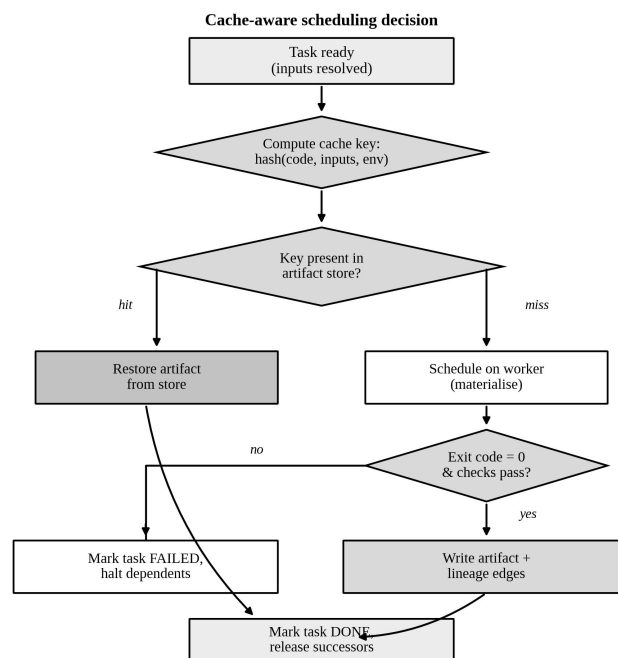 Cache-aware scheduling decision
Task ready
(inputs resolved)
Compute cache key:
hash(code, inputs, env)
Key present in
artifact store?
hit
miss
Restore artifact
from store
Schedule on worker
(materialise)
no
Exit code = 0
& checks pass?
yes
Mark task FAILED,
halt dependents
Write artifact +
lineage edges
Mark task DONE,
release successors